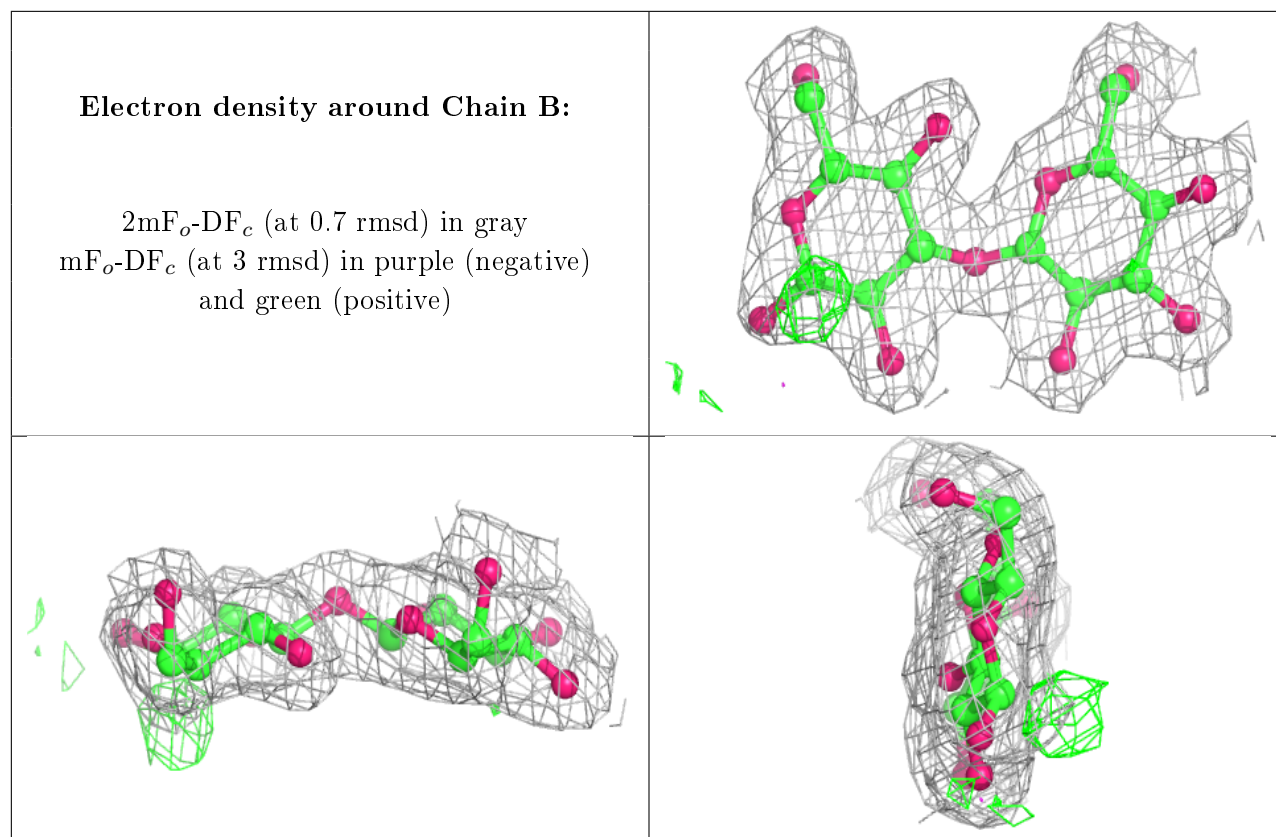 Electron density around Chain B:
2mFo-DFc (at 0.7 rmsd) in gray
mFo-DFc (at 3 rmsd) in purple (negative)
and green (positive)